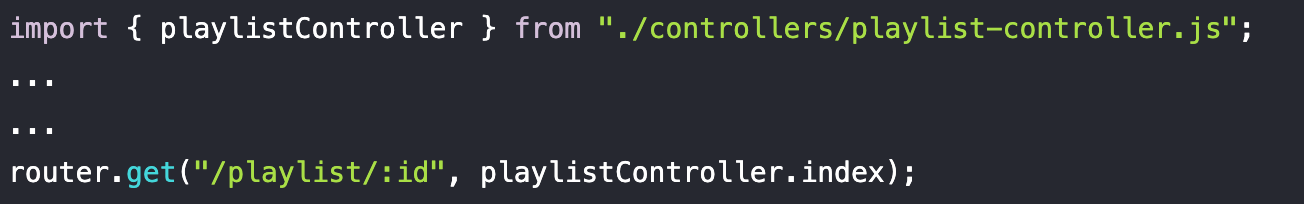 import { playlistController } from "./controllers/playlist-controller.js";
...
...
router.get("/playlist/:id", playlistController.index);